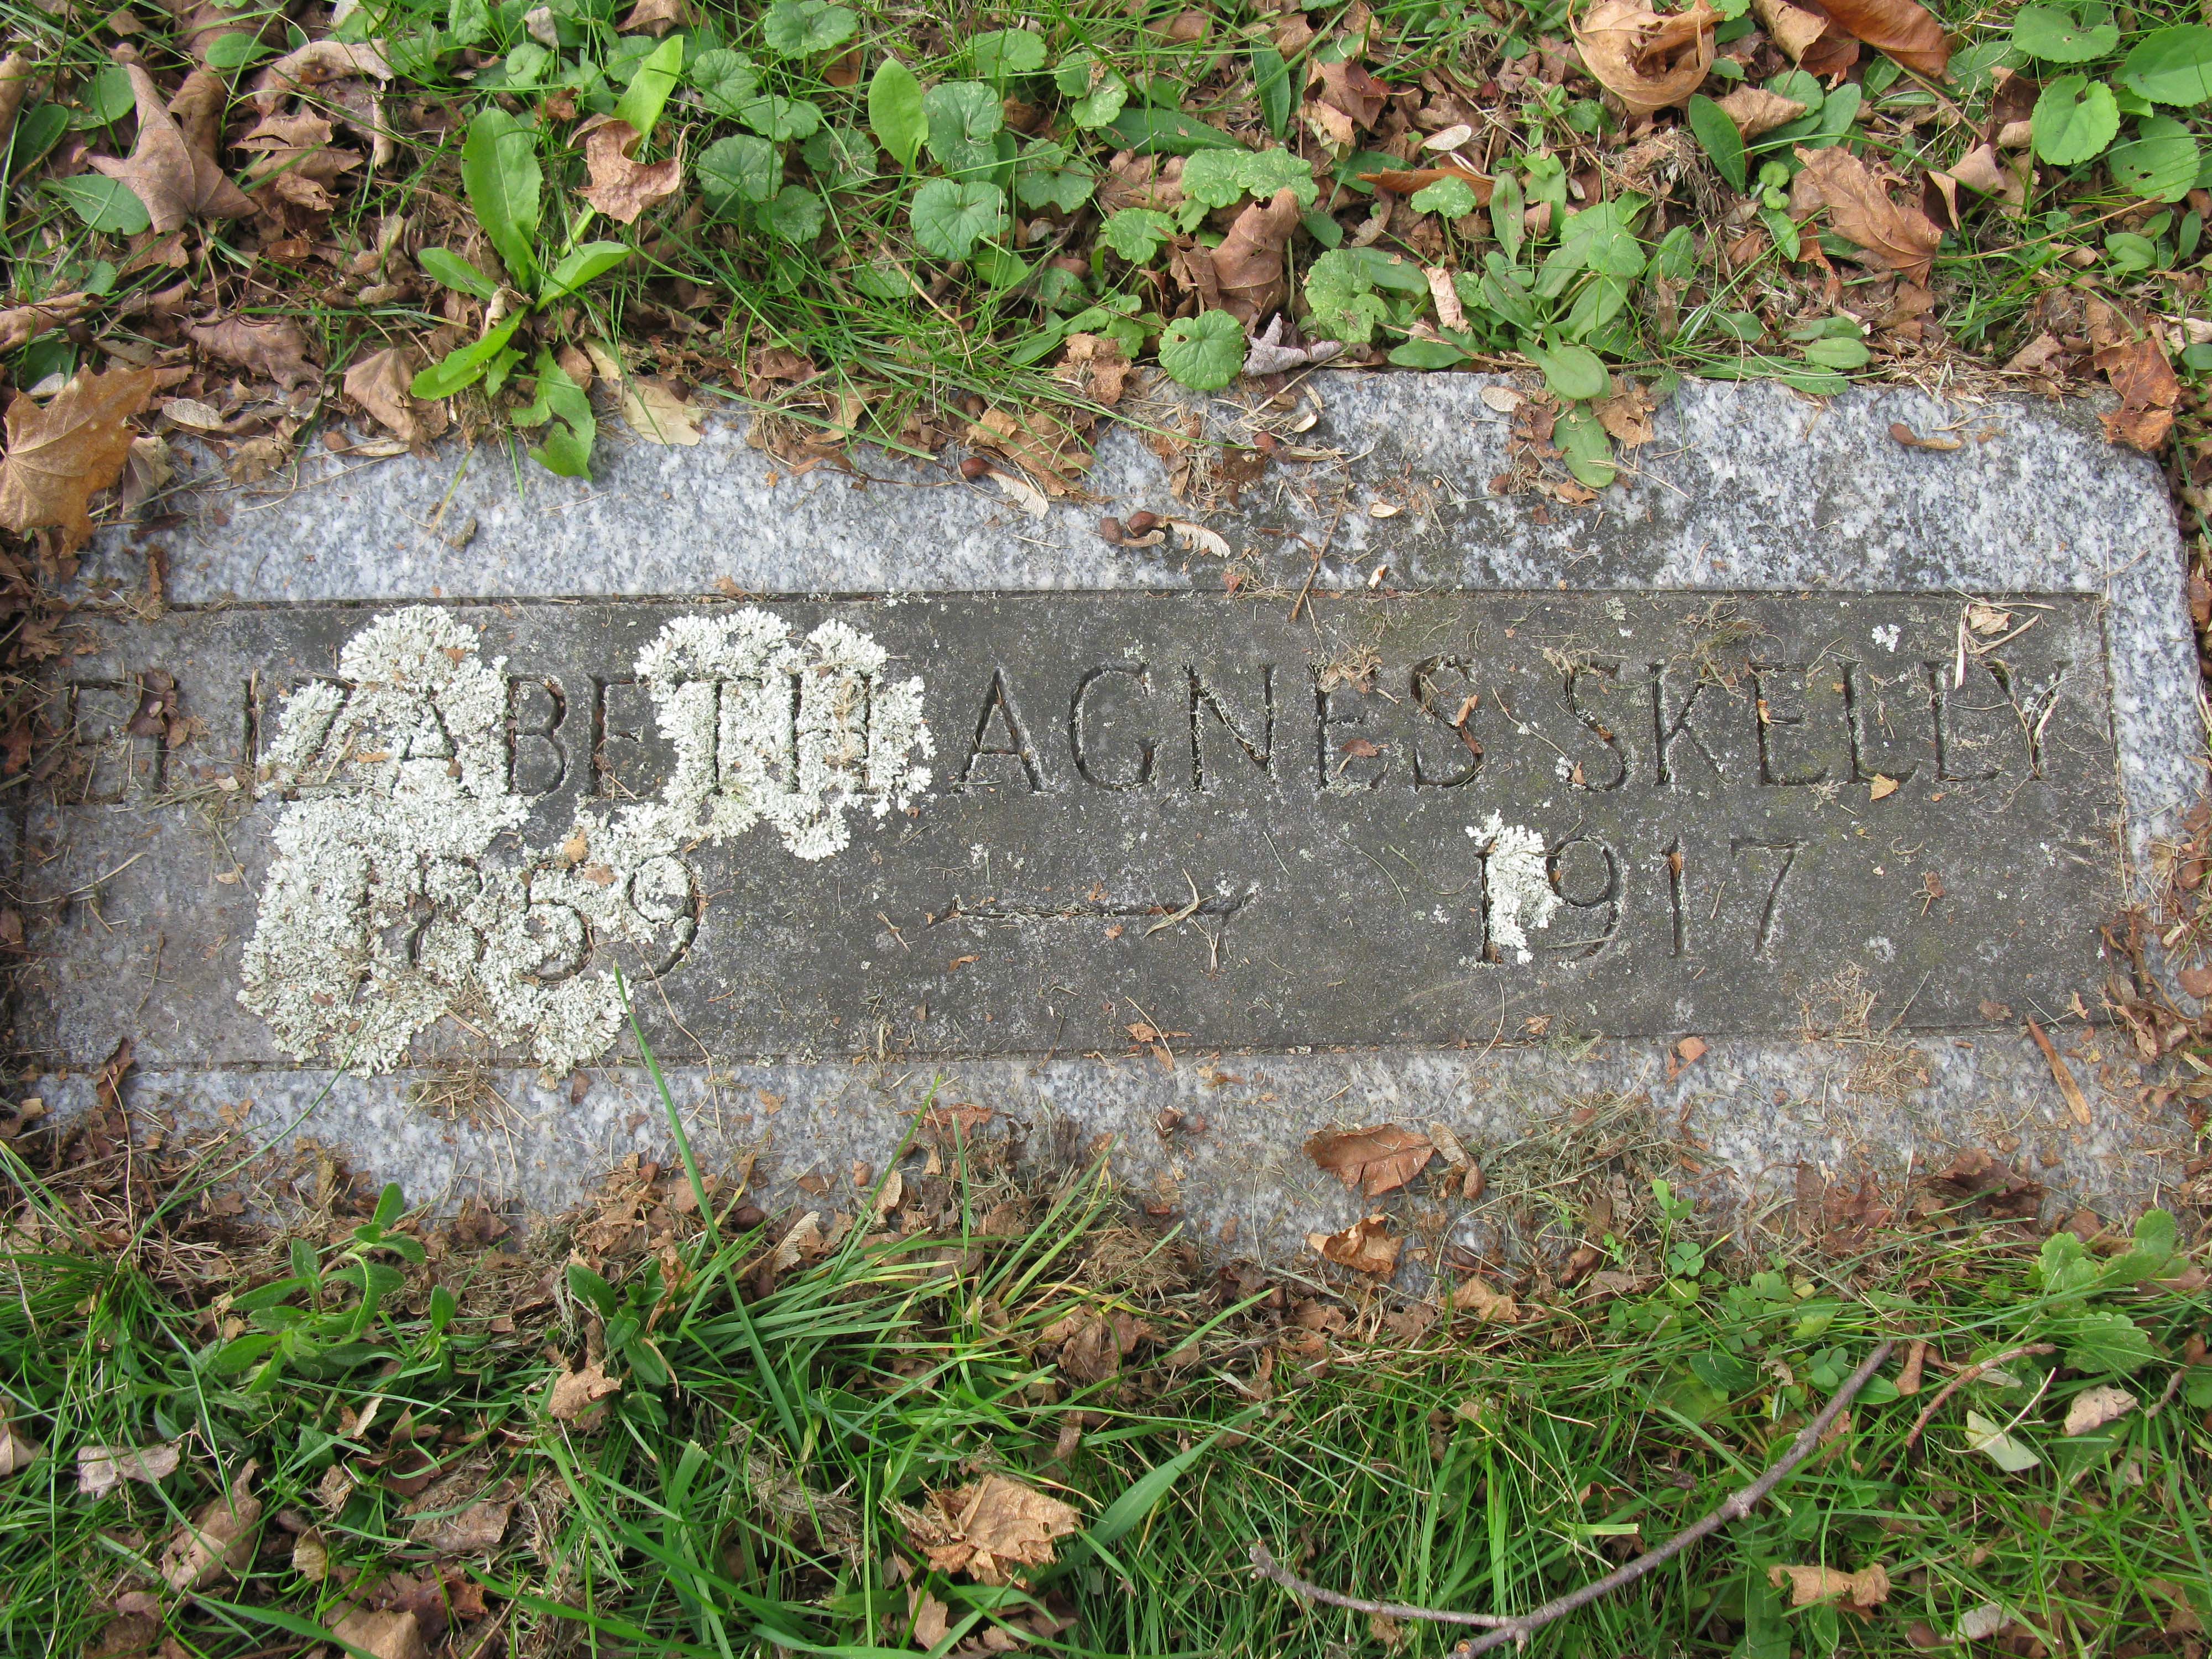 ELIZABETH AGNES SKELLY
1859 — 1917